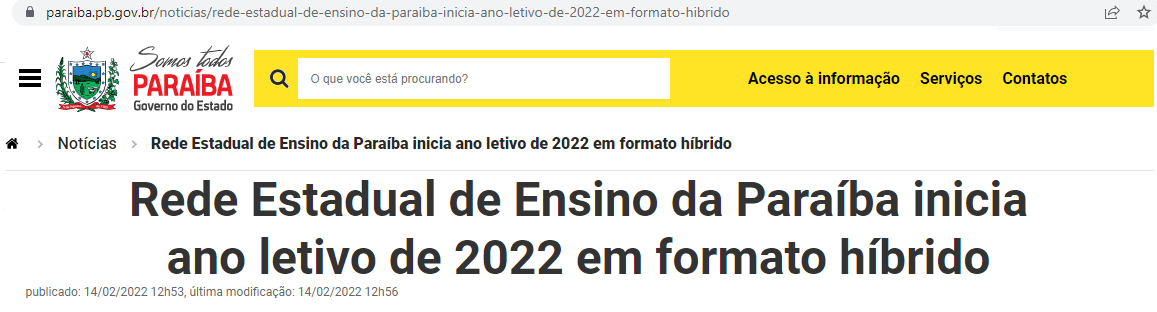 paraiba.pb.gov.br/noticias/rede-estadual-de-ensino-da-paraiba-inicia-ano-letivo-de-2022-em-formato-hibrido
Somos todos
PARAÍBA
Governo do Estado
O que você está procurando?
Acesso à informação Serviços Contatos
Notícias > Rede Estadual de Ensino da Paraíba inicia ano letivo de 2022 em formato híbrido
Rede Estadual de Ensino da Paraíba inicia
ano letivo de 2022 em formato híbrido
publicado: 14/02/2022 12h53, última modificação: 14/02/2022 12h56